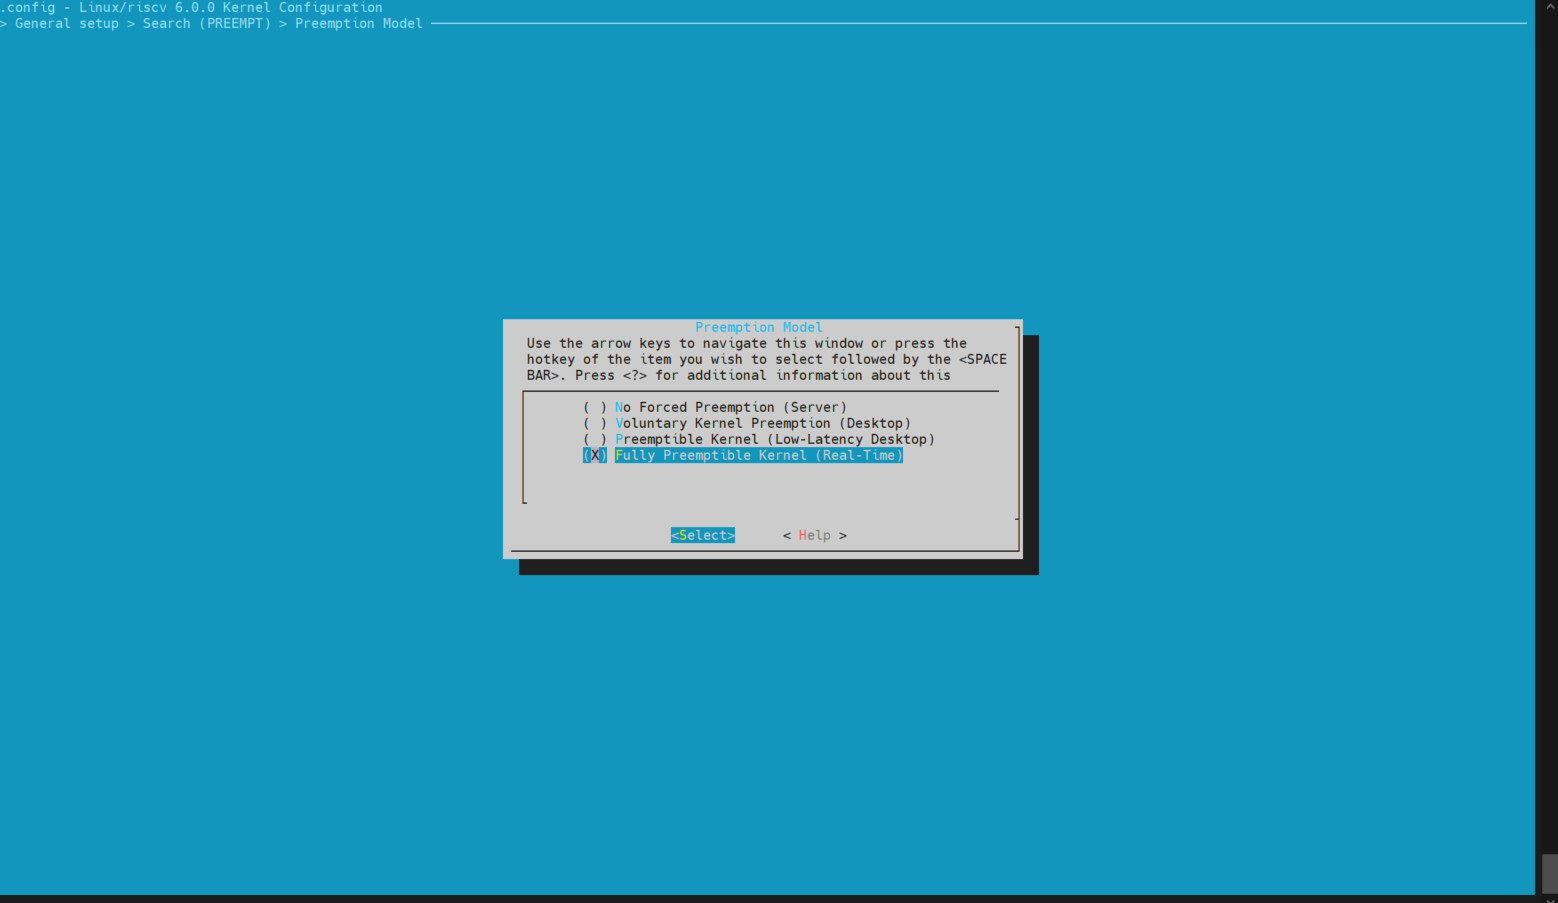 .config - Linux/riscv 6.0.0 Kernel Configuration
> General setup > Search (PREEMPT) > Preemption Model
Preemption Model
Use the arrow keys to navigate this window or press the
hotkey of the item you wish to select followed by the <SPACE
BAR>. Press <?> for additional information about this
( ) No Forced Preemption (Server)
( ) Voluntary Kernel Preemption (Desktop)
( ) Preemptible Kernel (Low-Latency Desktop)
(X) Fully Preemptible Kernel (Real-Time)
<Select> < Help >